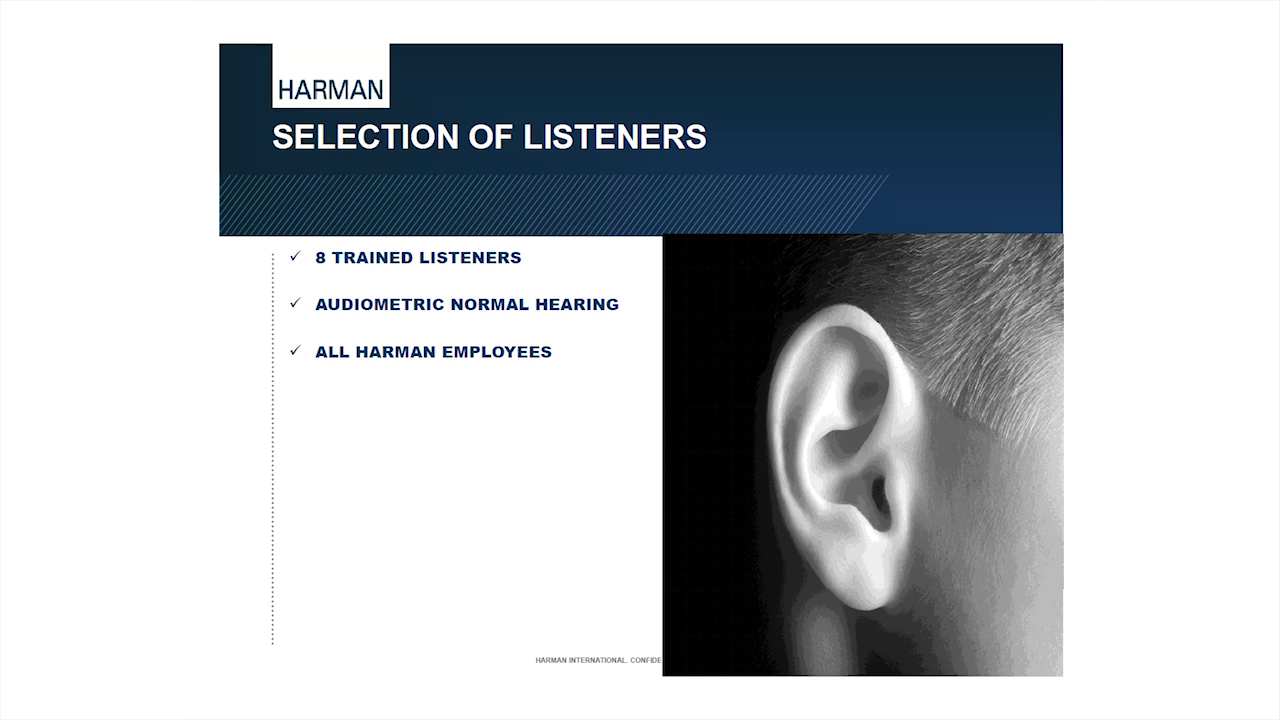 HARMAN
SELECTION OF LISTENERS
✓ 8 TRAINED LISTENERS
✓ AUDIOMETRIC NORMAL HEARING
✓ ALL HARMAN EMPLOYEES
HARMAN INTERNATIONAL. CONFIDE